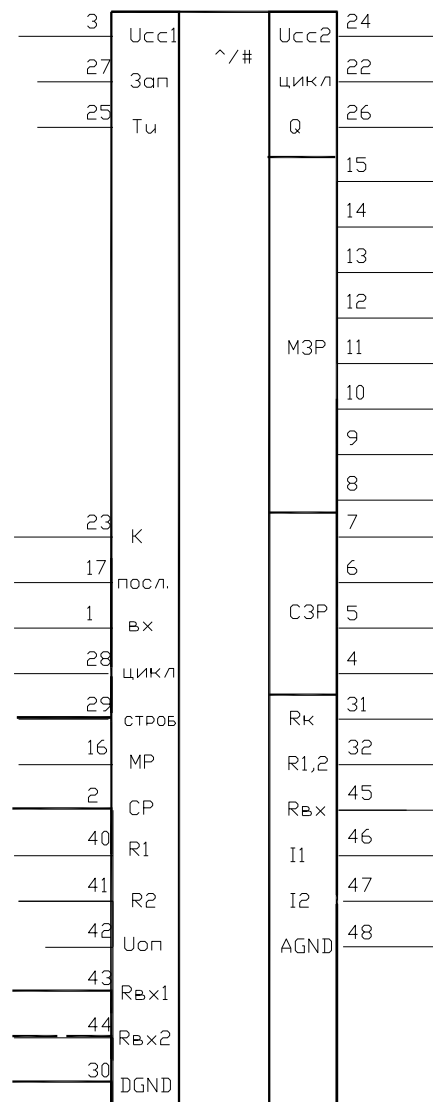 3 Ucc1 ^/# Ucc2 24
27 Зап цикл 22
25 Ти Q 26
15
14
13
12
МЗР 11
10
9
8
23 К 7
17 посл. 6
1 вх СЗР 5
28 цикл 4
29 строб Rк 31
16 МР R1,2 32
2 СР Rвх 45
40 R1 I1 46
41 R2 I2 47
42 Uоп AGND 48
43 Rвх1
44 Rвх2
30 DGND